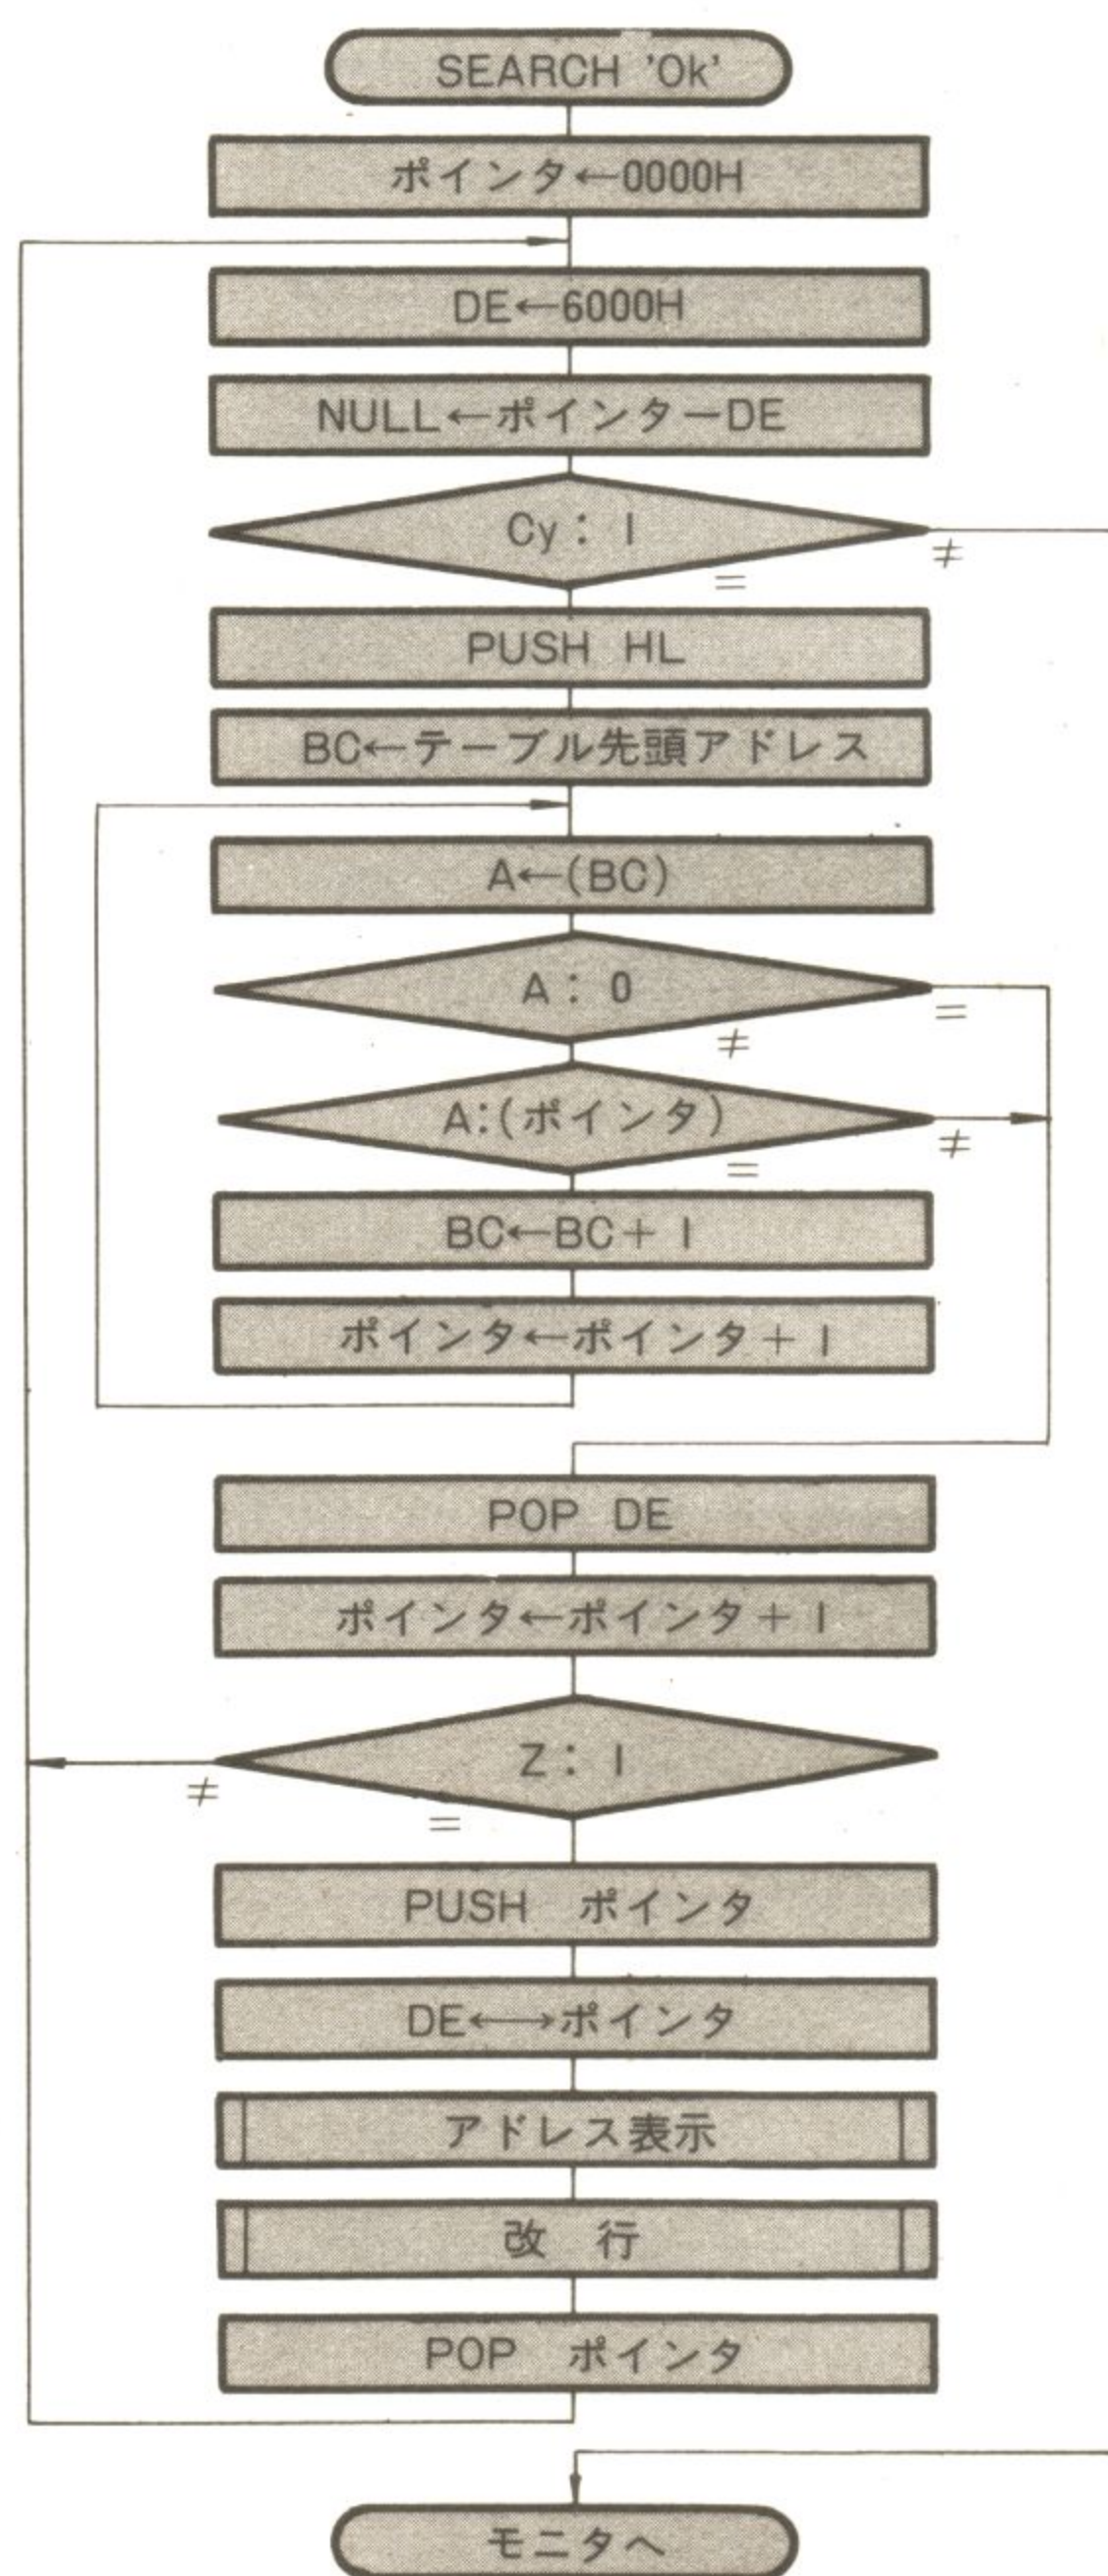 SEARCH 'Ok'
ポインタ←0000H
DE←6000H
NULL←ポインターDE
Cy： 1
≠
=
PUSH HL
BC←テーブル先頭アドレス
A←(BC)
A： 0
=
≠
A:(ポインタ)
≠
=
BC←BC+1
ポインタ←ポインタ+1
POP DE
ポインタ←ポインタ+1
Z： 1
≠
=
PUSH ポインタ
DE⟷ポインタ
アドレス表示
改 行
POP ポインタ
モニタへ